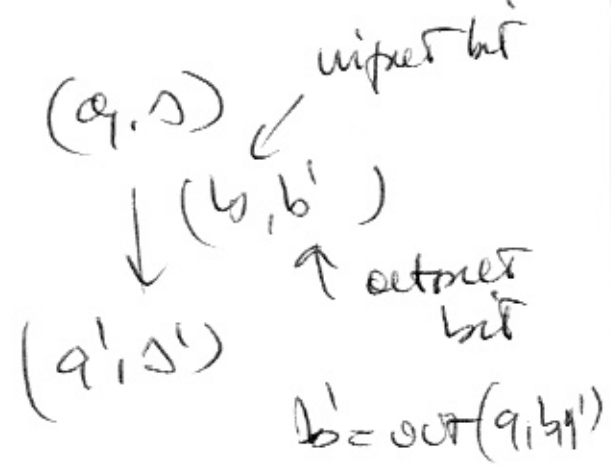 input bit
(q, s)
(b, b' )
output
bit
(q', s')
b' = out(q, b, q')